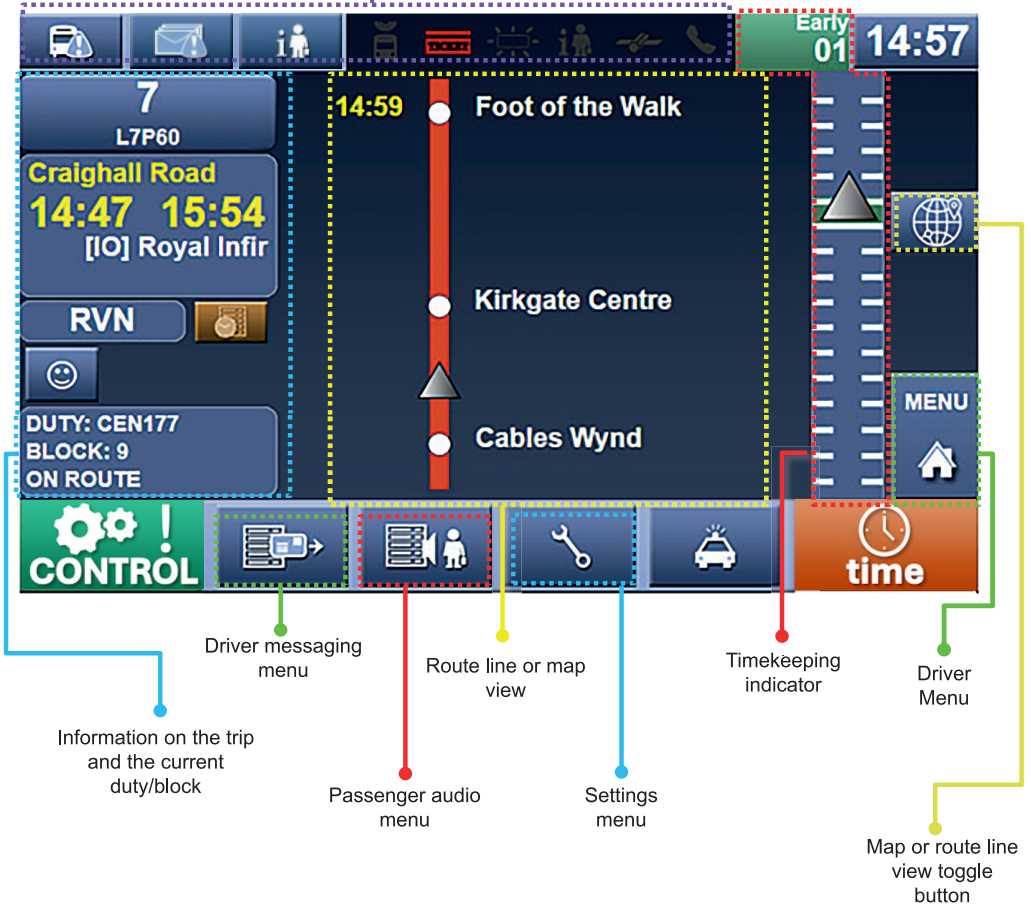 Early
01
14:57
7
L7P60
Craighall Road
14:47 15:54
[IO] Royal Infir
RVN
DUTY: CEN177
BLOCK: 9
ON ROUTE
14:59 Foot of the Walk
Kirkgate Centre
Cables Wynd
MENU
CONTROL
time
Driver messaging
menu
Route line or map
view
Timekeeping
indicator
Driver
Menu
Information on the trip
and the current
duty/block
Passenger audio
menu
Settings
menu
Map or route line
view toggle
button